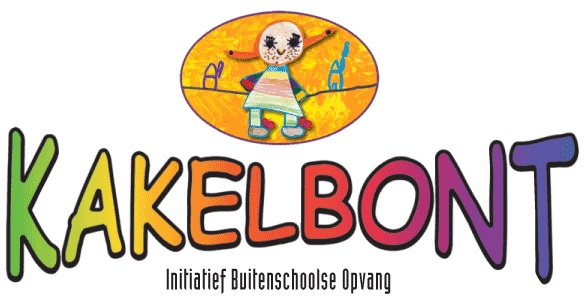 KAKELBONT
Initiatief Buitenschoolse Opvang